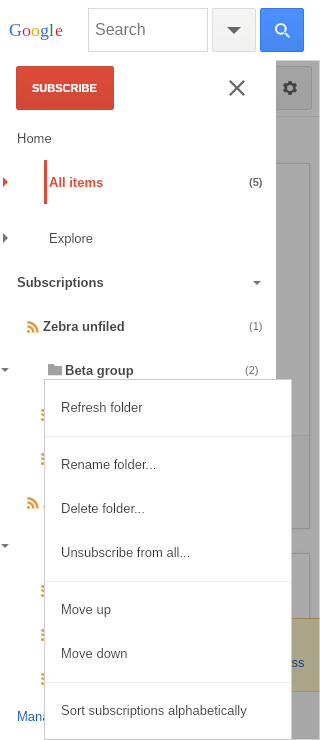 Google
Search
SUBSCRIBE
Home
All items (5)
Explore
Subscriptions
Zebra unfiled (1)
Beta group (2)
Refresh folder
Rename folder...
Delete folder...
Unsubscribe from all...
Move up
Move down
Sort subscriptions alphabetically